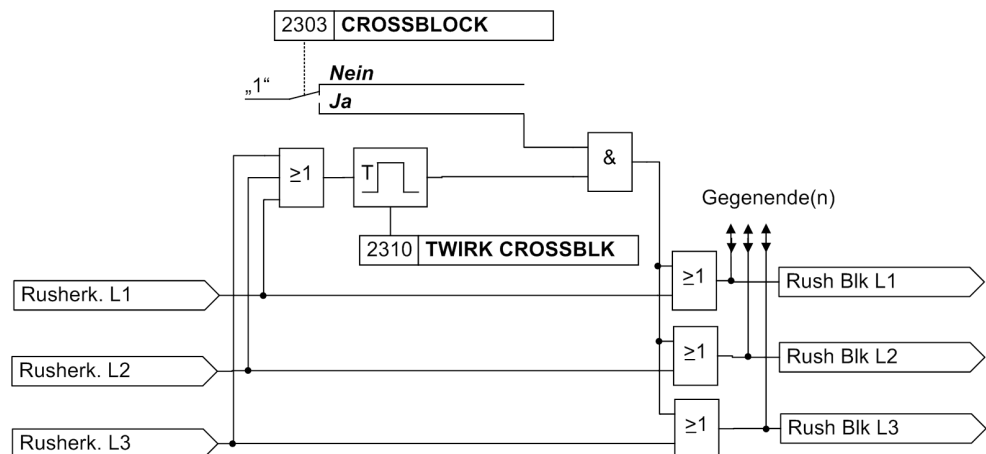 2303 CROSSBLOCK
„1“
Nein
Ja
≥1
T
&
2310 TWIRK CROSSBLK
Gegenende(n)
Rusherk. L1
≥1
Rush Blk L1
Rusherk. L2
≥1
Rush Blk L2
Rusherk. L3
≥1
Rush Blk L3